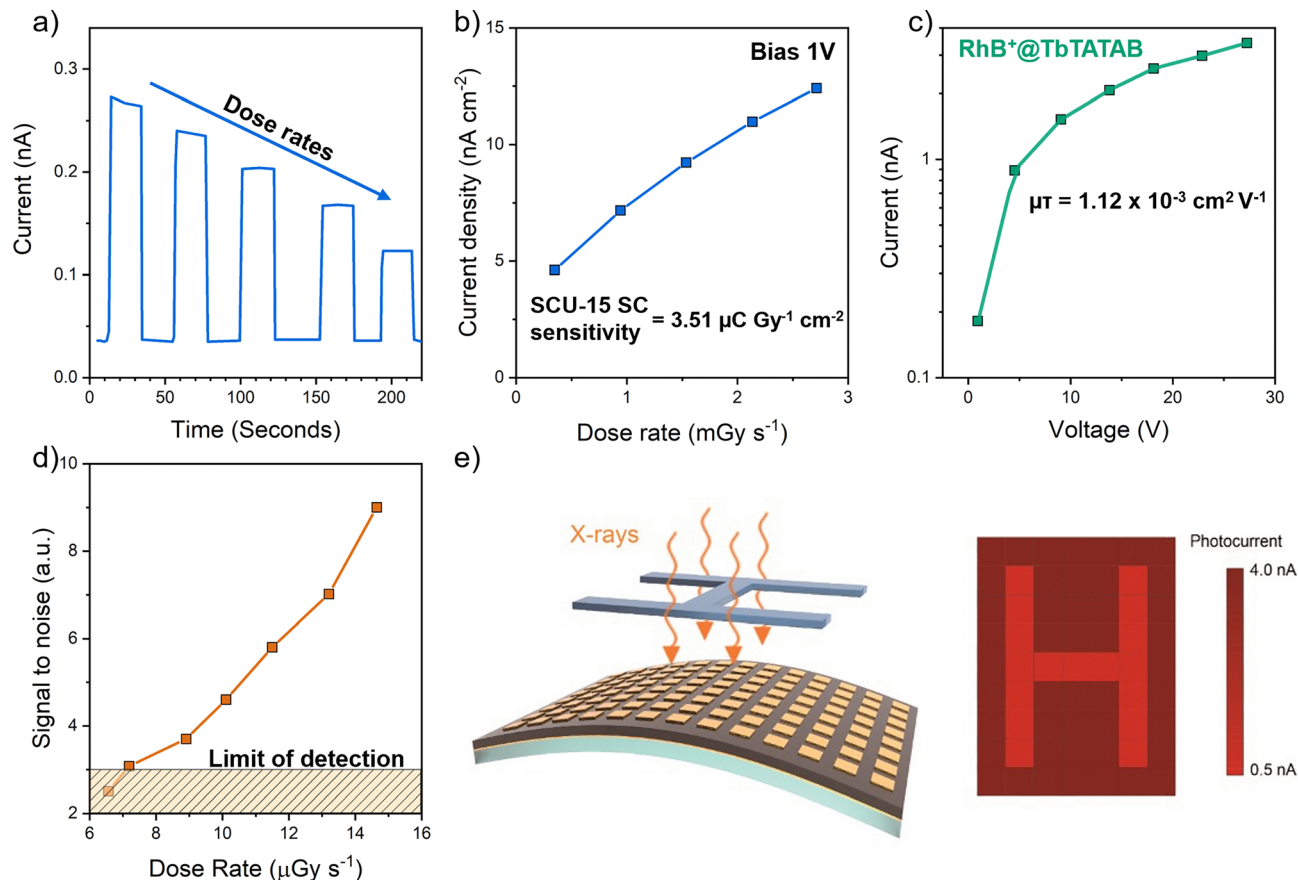 a)
0.3
0.2
0.1
0.0
Current (nA)
0
50
100
150
200
Time (Seconds)
Dose rates
b)
15
10
5
0
Current density (nA cm⁻²)
0
1
2
3
Dose rate (mGy s⁻¹)
Bias 1V
SCU-15 SC
sensitivity = 3.51 µC Gy⁻¹ cm⁻²
c)
1
0.1
Current (nA)
0
10
20
30
Voltage (V)
RhB⁺@TbTATAB
µτ = 1.12 x 10⁻³ cm² V⁻¹
d)
10
8
6
4
2
Signal to noise (a.u.)
6
8
10
12
14
16
Dose Rate (μGy s⁻¹)
Limit of detection
e)
X-rays
Photocurrent
4.0 nA
0.5 nA